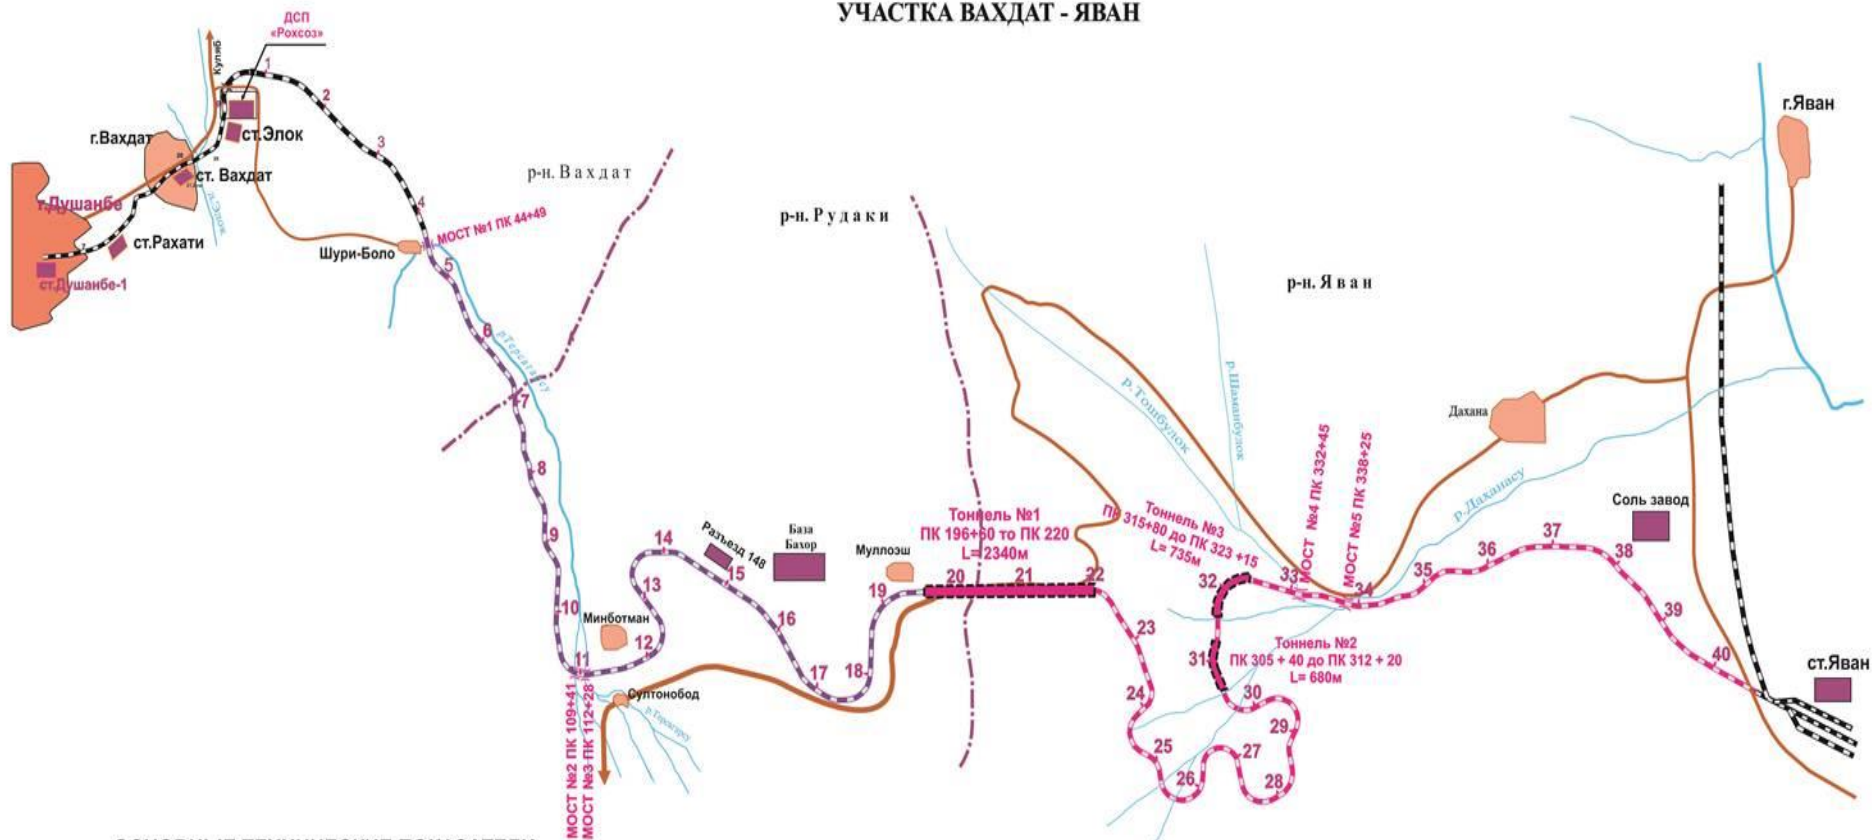 УЧАСТКА ВАХДАТ - ЯВАН
ДСП
«Рохсоз»
Куляб
ст.Элок
г.Вахдат
ст. Вахдат
р.Элок
г.Душанбе
ст.Рахати
ст.Душанбе-1
Шури-Боло
МОСТ №1 ПК 44+49
р-н. Вахдат
р-н. Рудаки
р-н. Яван
г.Яван
1
2
3
4
5
6
7
8
9
10
11
12
13
14
15
16
17
18
19
20
21
22
23
24
25
26
27
28
29
30
31
32
33
34
35
36
37
38
39
40
Минботман
Султонобод
МОСТ №2 ПК 109+41
МОСТ №3 ПК 112+28
Разъезд 148
База
Бахор
Муллоэш
Тоннель №1
ПК 196+60 то ПК 220
L= 2340м
Тоннель №3
ПК 315+80 до ПК 323 +15
L= 735м
Тоннель №2
ПК 305 + 40 до ПК 312 + 20
L= 680м
МОСТ №4 ПК 332+45
МОСТ №5 ПК 338+25
р.Тошбулок
р.Шаманбулок
р.Даханасу
Дахана
Соль завод
ст.Яван